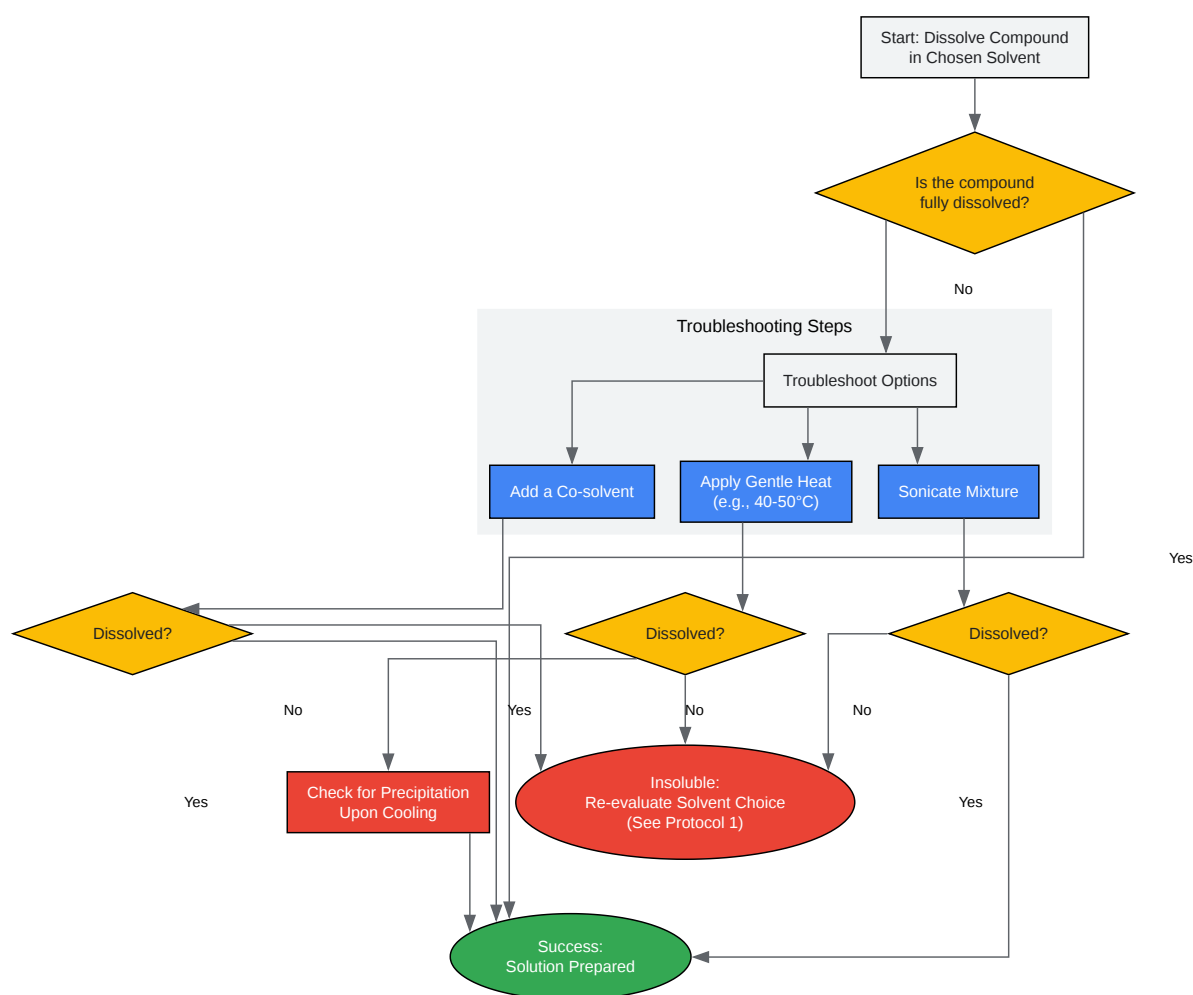 Start: Dissolve Compound
in Chosen Solvent
Is the compound
fully dissolved?
No
Troubleshooting Steps
Troubleshoot Options
Add a Co-solvent
Apply Gentle Heat
(e.g., 40-50°C)
Sonicate Mixture
Yes
Dissolved?
Dissolved?
Dissolved?
No
Yes
No
No
Yes
Check for Precipitation
Upon Cooling
Insoluble:
Re-evaluate Solvent Choice
(See Protocol 1)
Yes
Success:
Solution Prepared